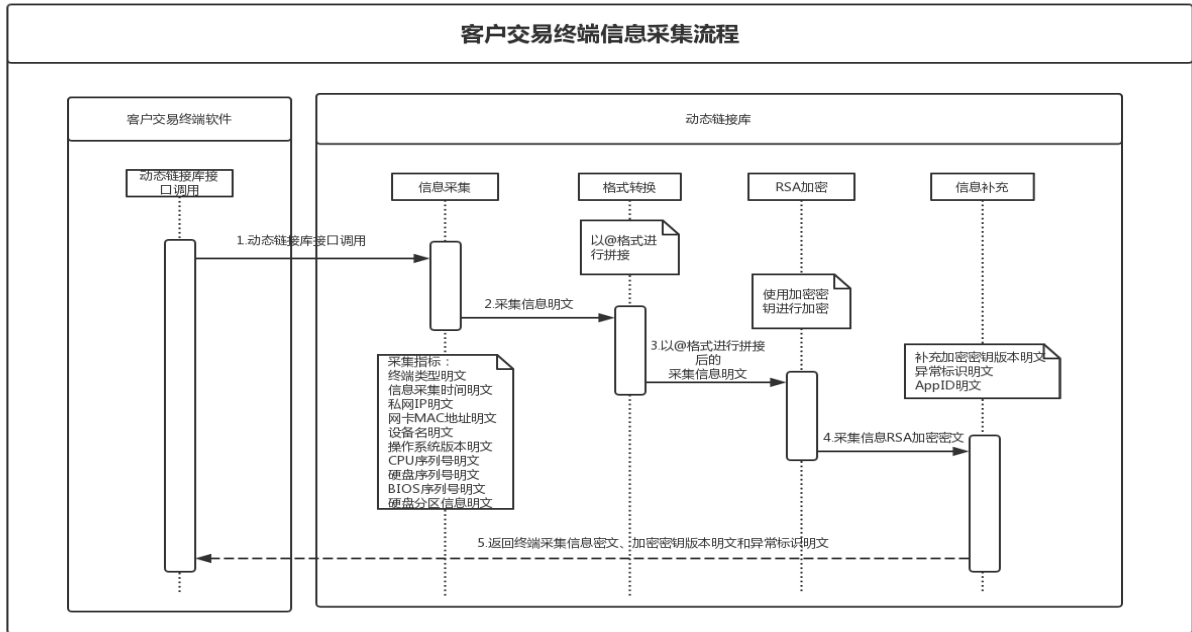 客户交易终端信息采集流程
客户交易终端软件
动态链接库
动态链接库接
口调用
信息采集
格式转换
RSA加密
信息补充
1.动态链接库接口调用
以@格式进
行拼接
使用加密密
钥进行加密
2.采集信息明文
3.以@格式进行拼接
后的
采集信息明文
补充加密密钥版本明文
异常标识明文
AppID明文
采集指标：
终端类型明文
信息采集时间明文
私网IP明文
网卡MAC地址明文
设备名明文
操作系统版本明文
CPU序列号明文
硬盘序列号明文
BIOS序列号明文
硬盘分区信息明文
4.采集信息RSA加密密文
5.返回终端采集信息密文、加密密钥版本明文和异常标识明文